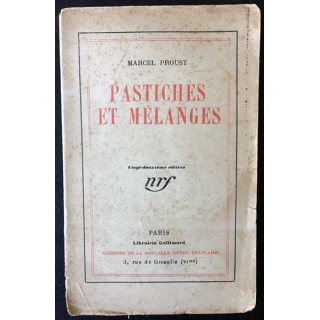 MARCEL PROUST
PASTICHES
ET MÉLANGES
Vingt-deuxième édition
nrf
PARIS
Librairie Gallimard
ÉDITIONS DE LA NOUVELLE REVUE FRANÇAISE
3, rue de Grenelle (VIme)